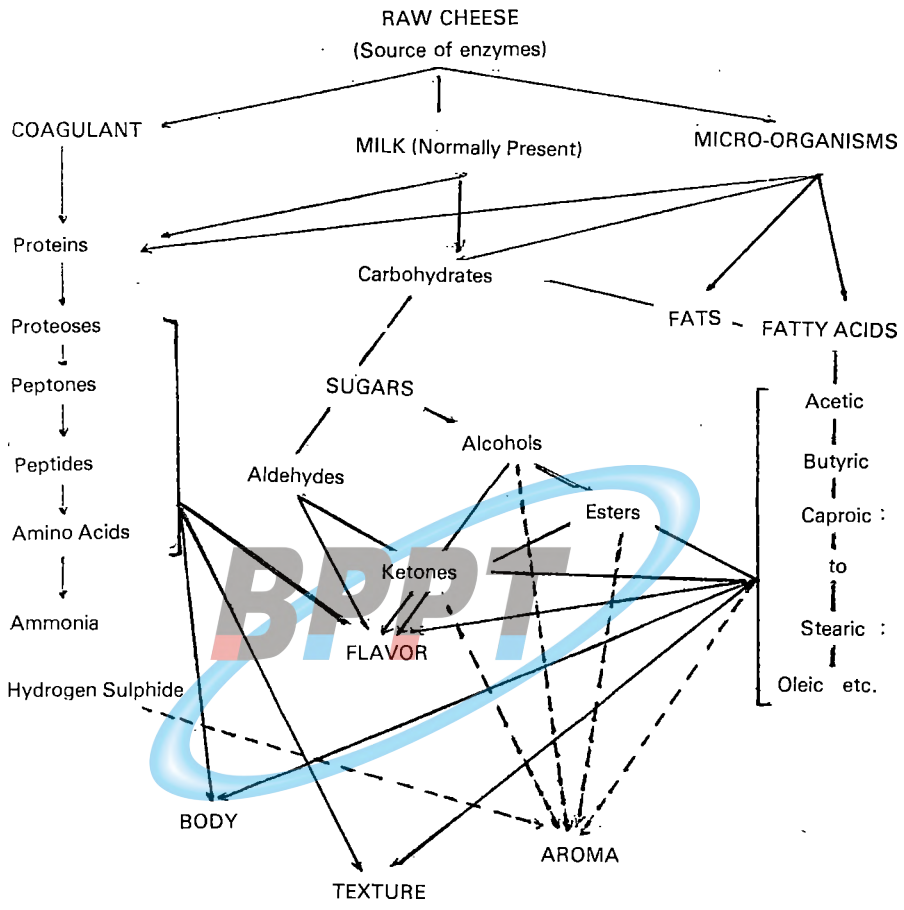 RAW CHEESE
(Source of enzymes)
COAGULANT
MILK (Normally Present)
MICRO-ORGANISMS
Proteins
Carbohydrates
FATS
FATTY ACIDS
Proteoses
Peptones
Peptides
Amino Acids
Ammonia
Hydrogen Sulphide
SUGARS
Aldehydes
Alcohols
Esters
Ketones
FLAVOR
Acetic
Butyric
Caproic :
to
Stearic :
Oleic etc.
BODY
TEXTURE
AROMA
BPPT